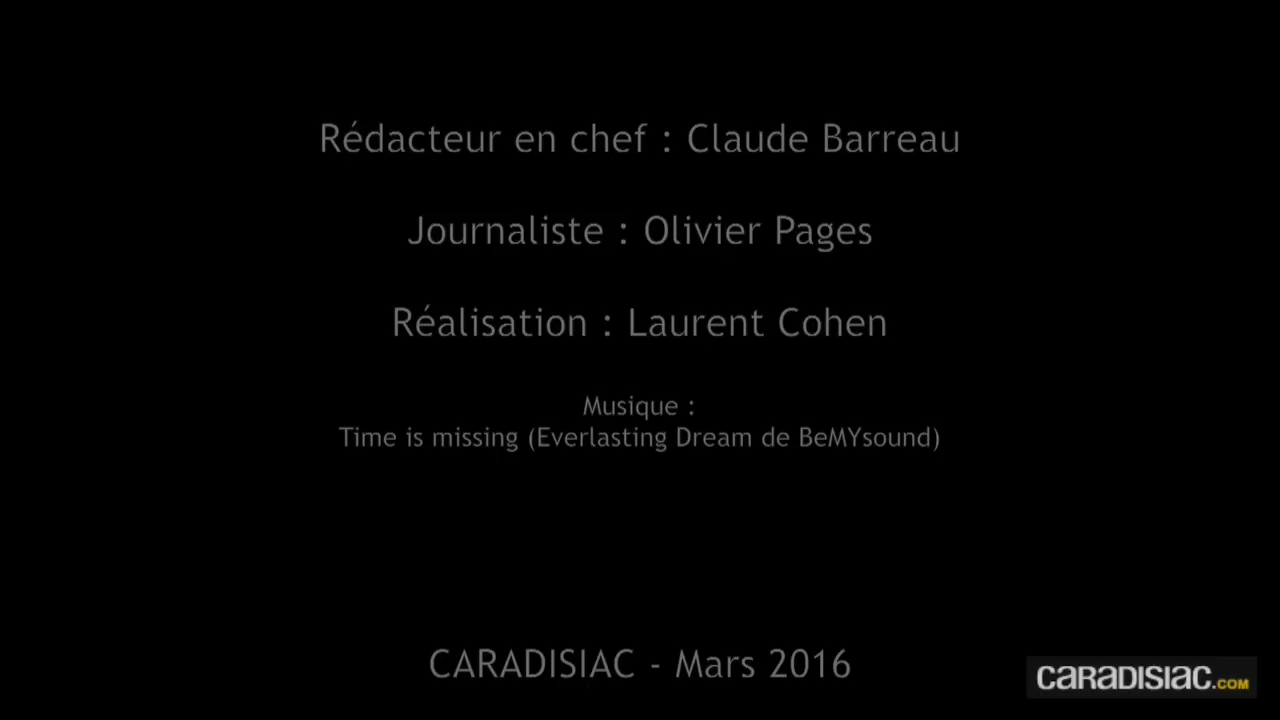 Rédacteur en chef : Claude Barreau
Journaliste : Olivier Pages
Réalisation : Laurent Cohen
Musique :
Time is missing (Everlasting Dream de BeMYsound)
CARADISIAC - Mars 2016
CARADISIAC.COM